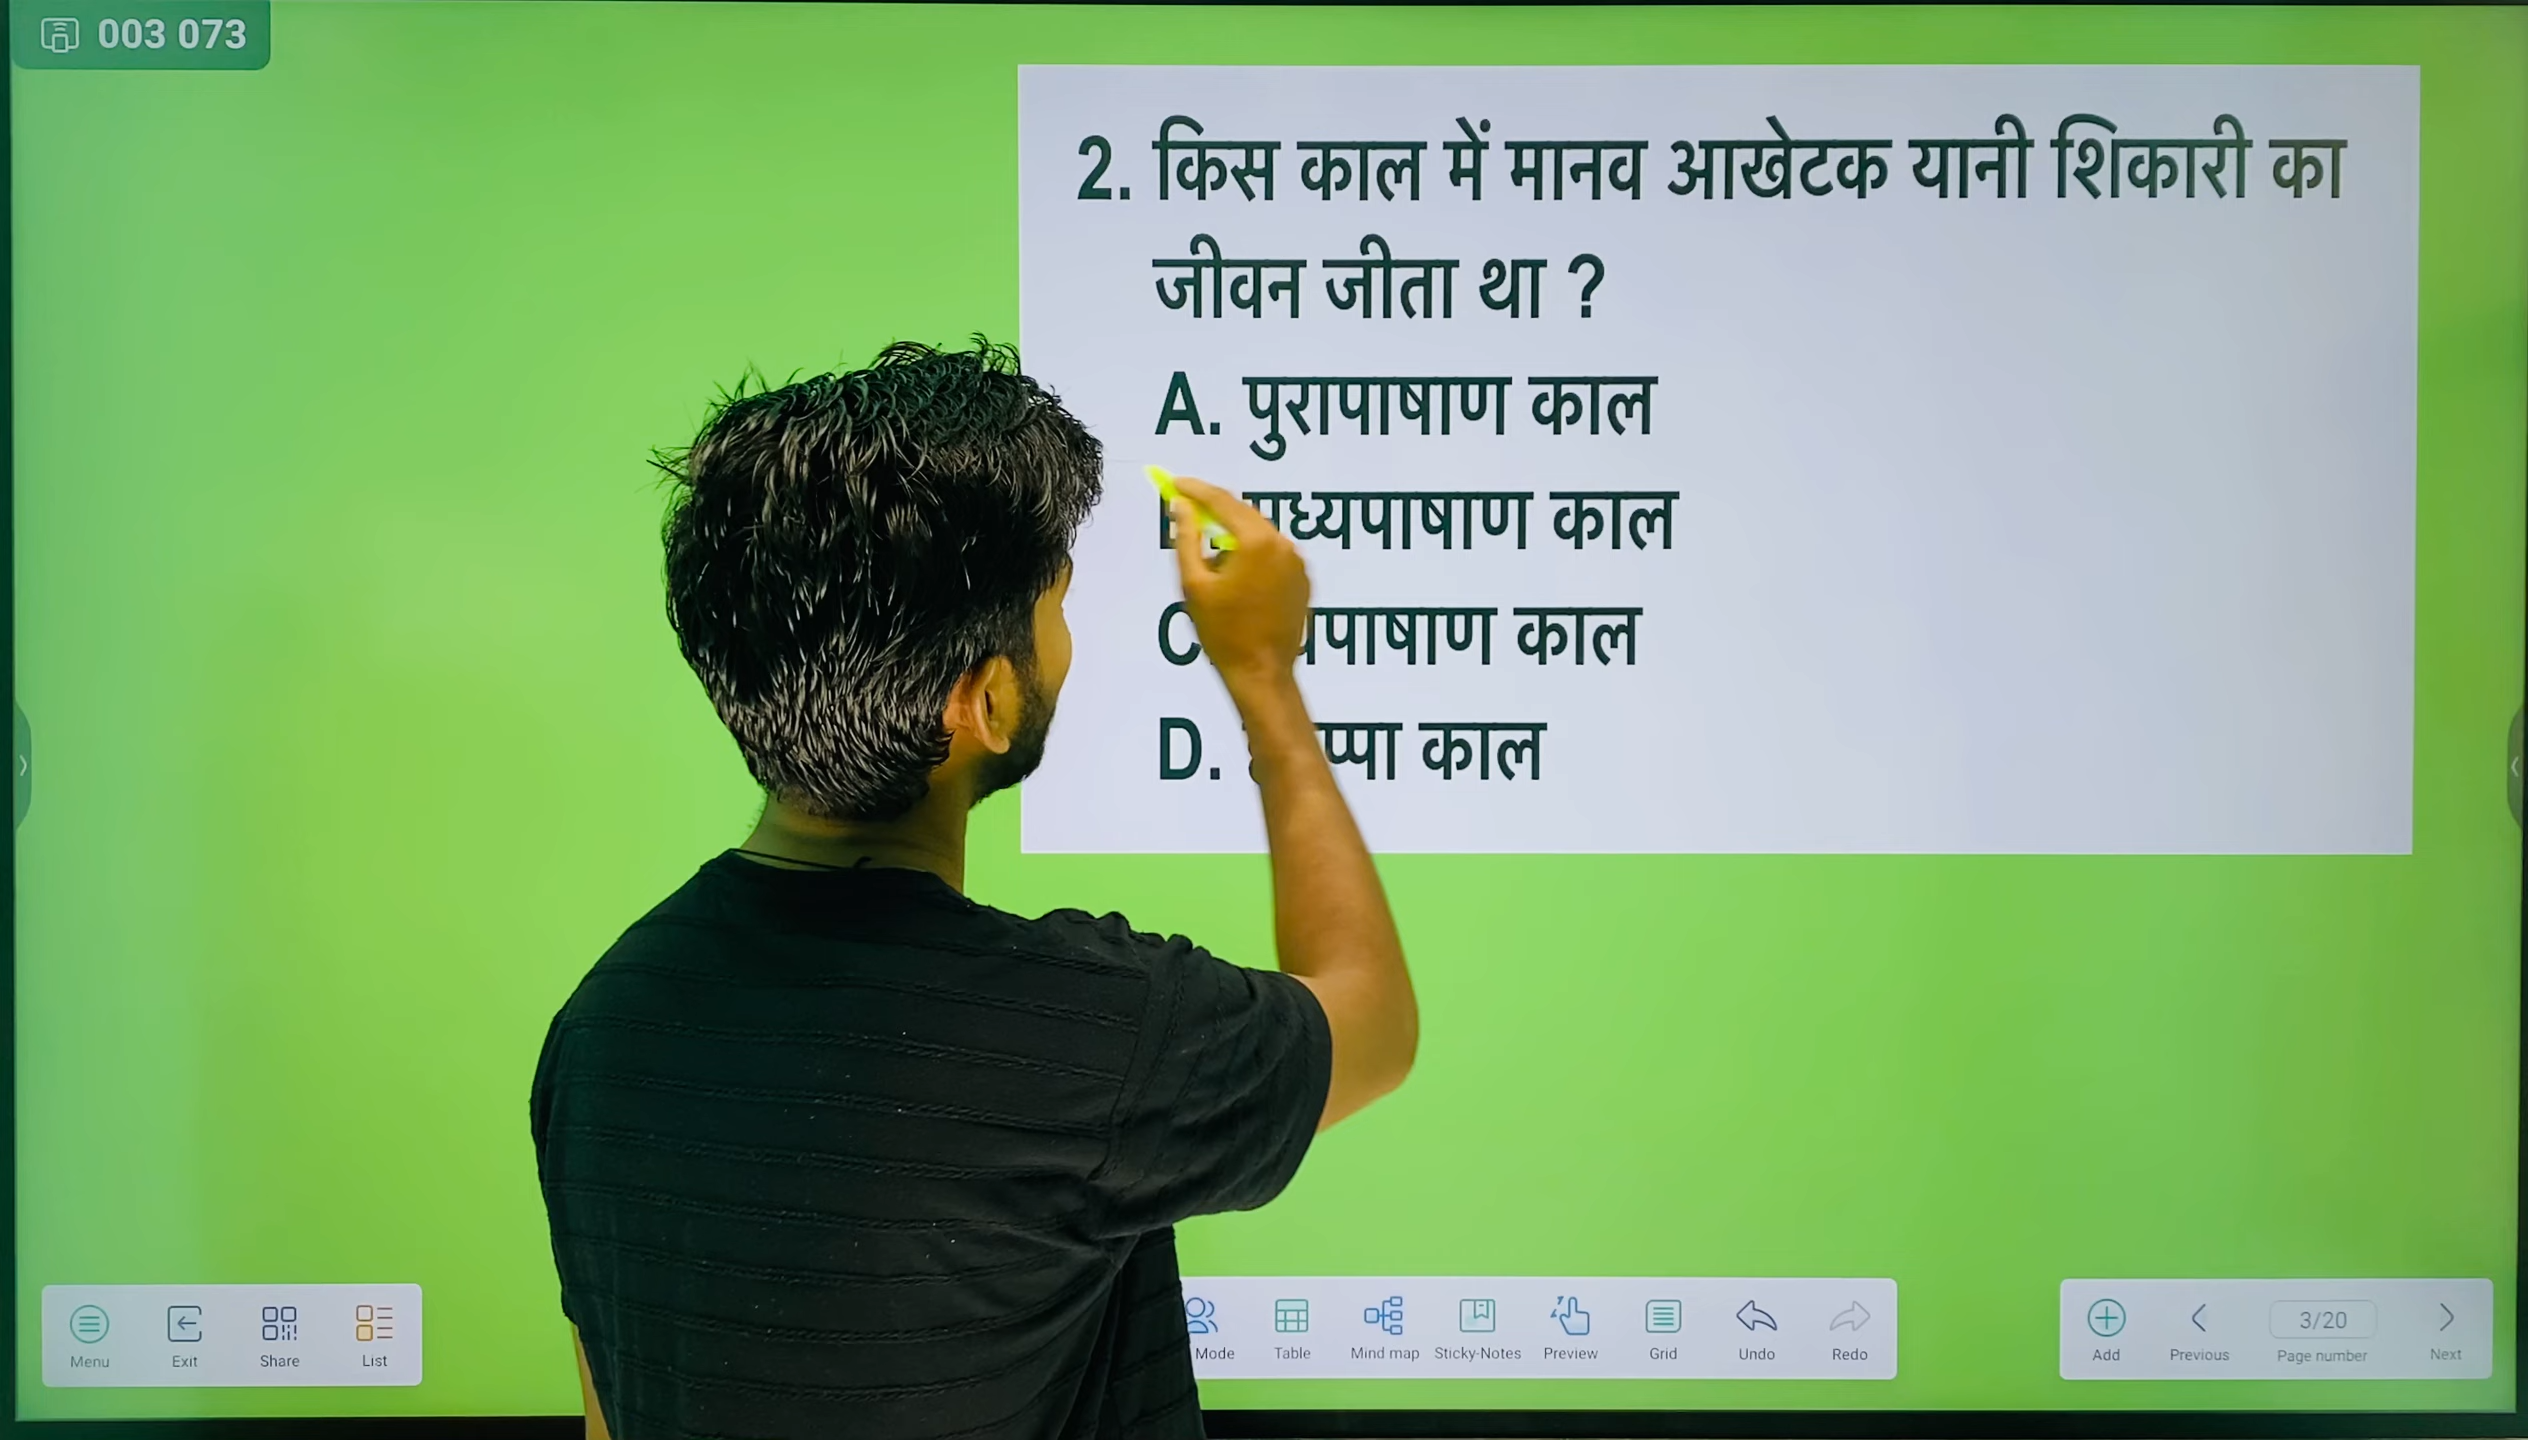 003 073
2. किस काल में मानव आखेटक यानी शिकारी का
जीवन जीता था ?
A. पुरापाषाण काल
काल
काल
D. काल
Menu Exit Share List
Mode Table Mind map Sticky-Notes Preview Grid Undo Redo
Add Previous 3/20 Page number Next